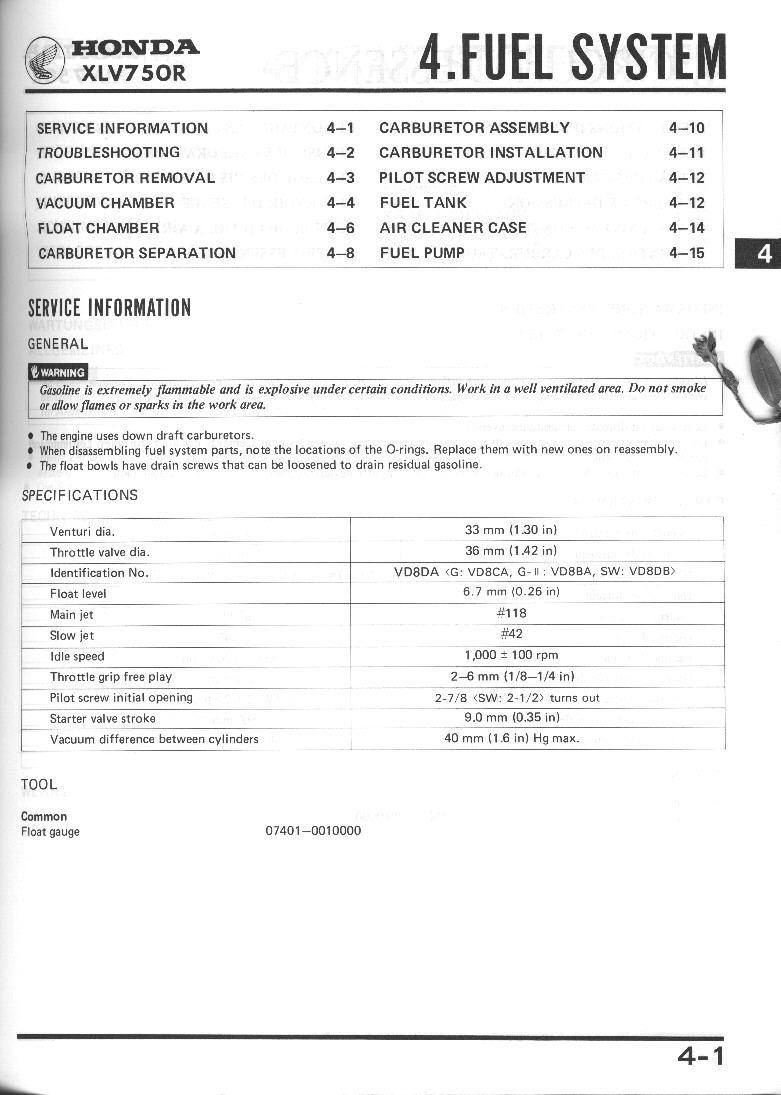 HONDA
XLV750R
4.FUEL SYSTEM
SERVICE INFORMATION 4–1
TROUBLESHOOTING 4–2
CARBURETOR REMOVAL 4–3
VACUUM CHAMBER 4–4
FLOAT CHAMBER 4–6
CARBURETOR SEPARATION 4–8
CARBURETOR ASSEMBLY 4–10
CARBURETOR INSTALLATION 4–11
PILOT SCREW ADJUSTMENT 4–12
FUEL TANK 4–12
AIR CLEANER CASE 4–14
FUEL PUMP 4–15
4
SERVICE INFORMATION
GENERAL
WARNING
Gasoline is extremely flammable and is explosive under certain conditions. Work in a well ventilated area. Do not smoke
or allow flames or sparks in the work area.
• The engine uses down draft carburetors.
• When disassembling fuel system parts, note the locations of the O-rings. Replace them with new ones on reassembly.
• The float bowls have drain screws that can be loosened to drain residual gasoline.
SPECIFICATIONS
Venturi dia. 33 mm (1.30 in)
Throttle valve dia. 36 mm (1.42 in)
Identification No. VD8DA <G: VD8CA, G-II : VD8BA, SW: VD8DB>
Float level 6.7 mm (0.26 in)
Main jet #118
Slow jet #42
Idle speed 1,000 ± 100 rpm
Throttle grip free play 2–6 mm (1/8–1/4 in)
Pilot screw initial opening 2-7/8 <SW: 2-1/2> turns out
Starter valve stroke 9.0 mm (0.35 in)
Vacuum difference between cylinders 40 mm (1.6 in) Hg max.
TOOL
Common
Float gauge 07401–0010000
4-1